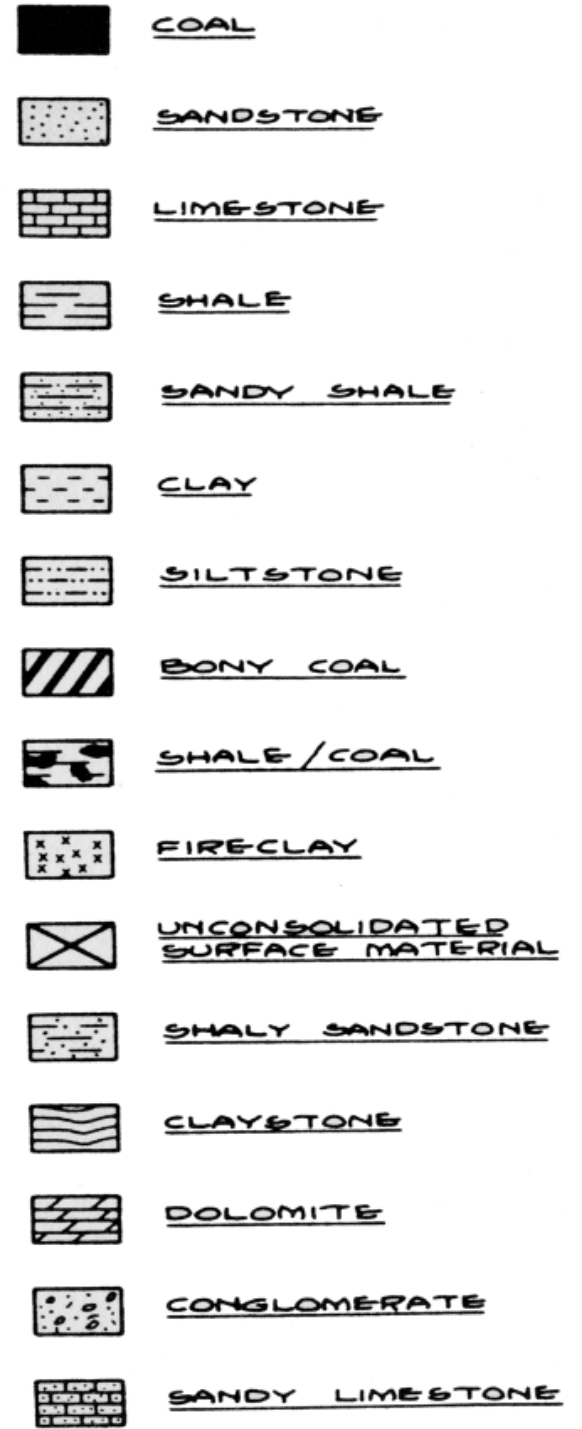 COAL
SANDSTONE
LIMESTONE
SHALE
SANDY SHALE
CLAY
SILTSTONE
BONY COAL
SHALE/COAL
FIRECLAY
UNCONSOLIDATED
SURFACE MATERIAL
SHALY SANDSTONE
CLAYSTONE
DOLOMITE
CONGLOMERATE
SANDY LIMESTONE